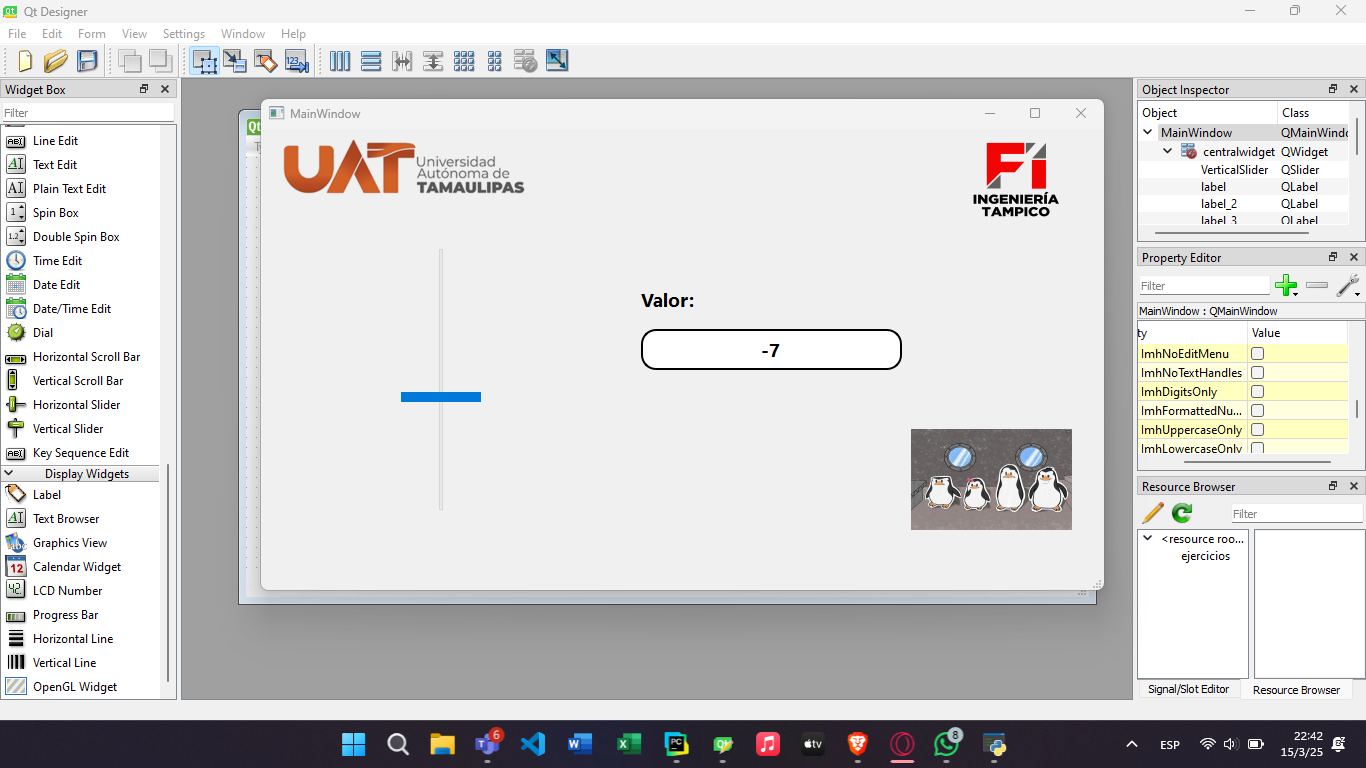 Qt Designer
File Edit Form View Settings Window Help
Widget Box
Filter
Line Edit
Text Edit
Plain Text Edit
Spin Box
Double Spin Box
Time Edit
Date Edit
Date/Time Edit
Dial
Horizontal Scroll Bar
Vertical Scroll Bar
Horizontal Slider
Vertical Slider
Key Sequence Edit
Display Widgets
Label
Text Browser
Graphics View
Calendar Widget
LCD Number
Progress Bar
Horizontal Line
Vertical Line
OpenGL Widget
MainWindow
UAT
Universidad
Autónoma de
TAMAULIPAS
Fi
INGENIERÍA
TAMPICO
Valor:
-7
Object Inspector
Object Class
MainWindow QMainWindc
centralwidget QWidget
VerticalSlider QSlider
label QLabel
label_2 QLabel
label_3 QLabel
Property Editor
Filter
MainWindow : QMainWindow
ty Value
ImhNoEditMenu
ImhNoTextHandles
ImhDigitsOnly
ImhFormattedNu...
ImhUppercaseOnly
ImhLowercaseOnly
Resource Browser
Filter
<resource roo...
ejercicios
Signal/Slot Editor Resource Browser
6
8
ESP
22:42
15/3/25